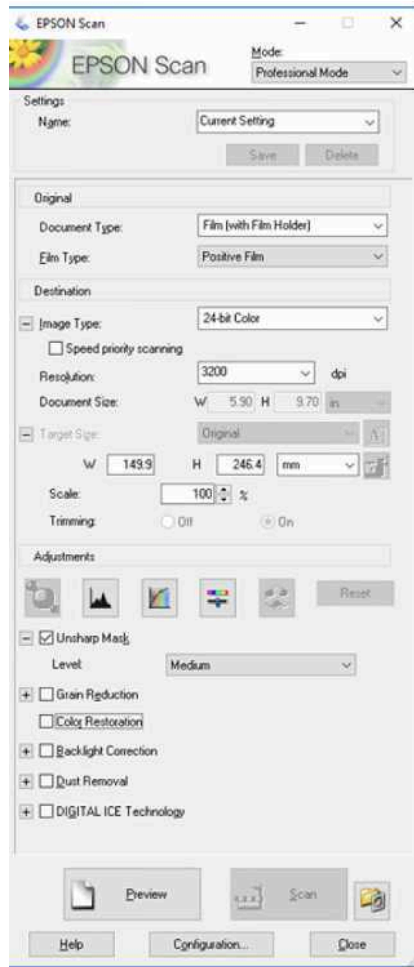 EPSON Scan
EPSON Scan
Mode:
Professional Mode
Settings
Name: Current Setting
Save Delete
Original
Document Type: Film (with Film Holder)
Film Type: Positive Film
Destination
Image Type: 24-bit Color
Speed priority scanning
Resolution: 3200 dpi
Document Size: W 5.90 H 9.70 in.
Target Size: Original
W 149.9 H 246.4 mm
Scale: 100 %
Trimming: Off On
Adjustments
Reset
Unsharp Mask
Level: Medium
Grain Reduction
Color Restoration
Backlight Correction
Dust Removal
DIGITAL ICE Technology
Preview Scan
Help Configuration... Close